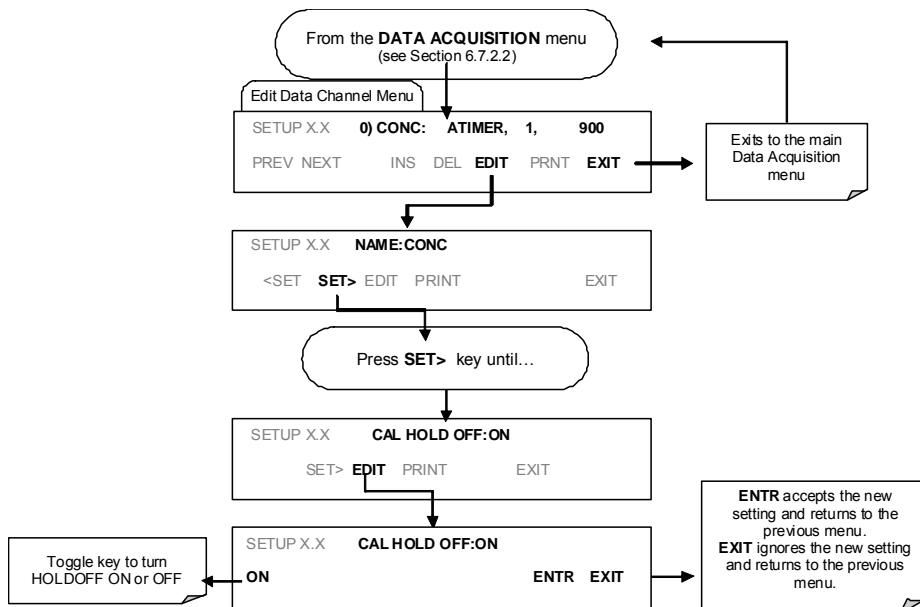 From the DATA ACQUISITION menu
(see Section 6.7.2.2)
Edit Data Channel Menu
SETUP X.X 0) CONC: ATIMER, 1, 900
PREV NEXT INS DEL EDIT PRNT EXIT
Exits to the main
Data Acquisition
menu
SETUP X.X NAME:CONC
<SET SET> EDIT PRINT EXIT
Press SET> key until…
SETUP X.X CAL HOLD OFF:ON
SET> EDIT PRINT EXIT
SETUP X.X CAL HOLD OFF:ON
ON ENTR EXIT
Toggle key to turn
HOLDOFF ON or OFF
ENTR accepts the new
setting and returns to the
previous menu.
EXIT ignores the new setting
and returns to the previous
menu.